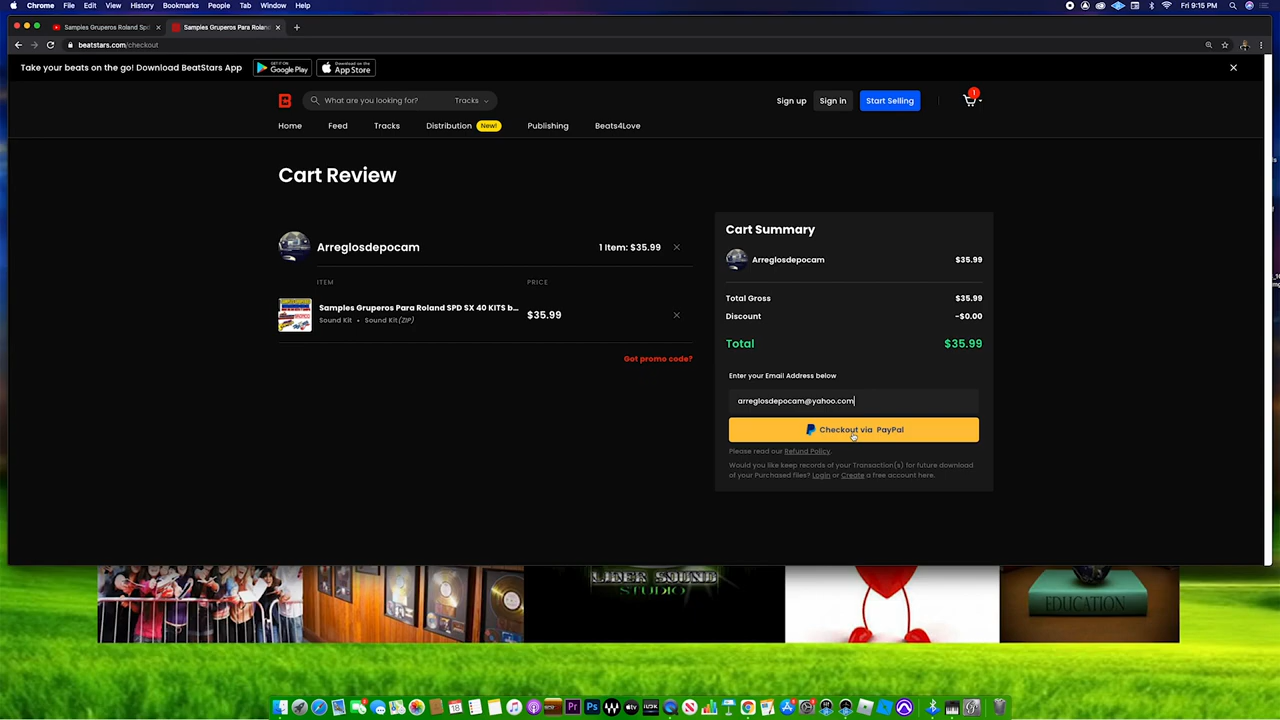 Chrome File Edit View History Bookmarks People Tab Window Help Fri 9:15 PM
Samples Gruperos Roland Spd Samples Gruperos Para Roland
beatstars.com/checkout
Take your beats on the go! Download BeatStars App GET IT ON Google Play Download on the App Store
What are you looking for? Tracks Sign up Sign in Start Selling 1
Home Feed Tracks Distribution New! Publishing Beats4Love
Cart Review
Arreglosdepocam 1 Item: $35.99
ITEM PRICE
Samples Gruperos Para Roland SPD SX 40 KITS b... $35.99
Sound Kit • Sound Kit(ZIP)
Got promo code?
Cart Summary
Arreglosdepocam $35.99
Total Gross $35.99
Discount -$0.00
Total $35.99
Enter your Email Address below
arreglosdepocam@yahoo.com
Checkout via PayPal
Please read our Refund Policy.
Would you like keep records of your Transaction(s) for future download
of your Purchased files? Login or Create a free account here.
LINER SOUND
STUDIO
EDUCATION